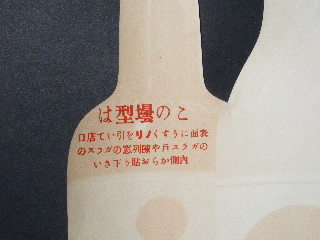 この壜型は
表面にうすくノリを引いて店口
のガラス戸や陳列窓のガラスの
内側からお貼り下さい